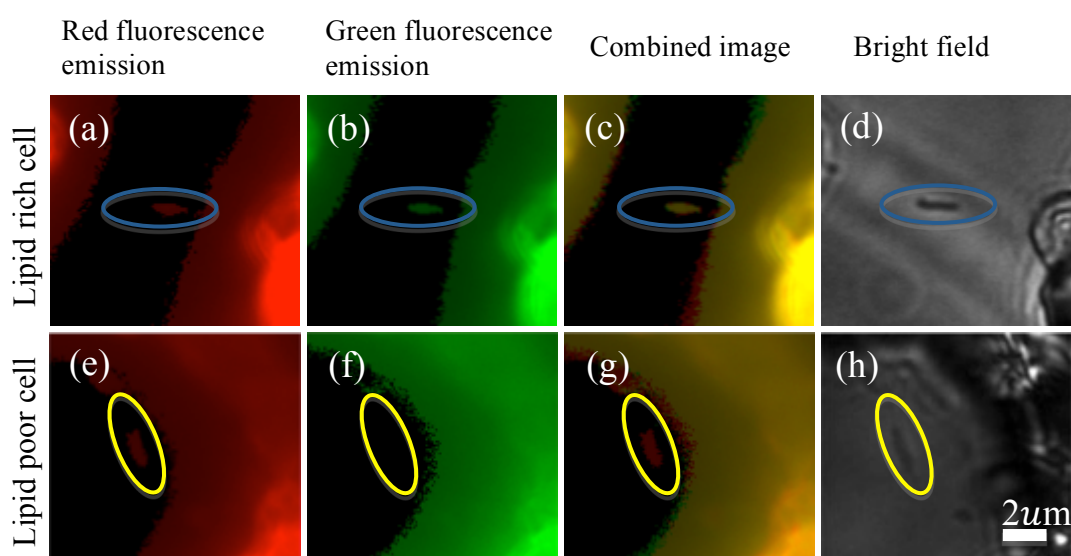 Red fluorescence
emission
Green fluorescence
emission
Combined image
Bright field
Lipid rich cell
(a)
(b)
(c)
(d)
Lipid poor cell
(e)
(f)
(g)
(h)
2um